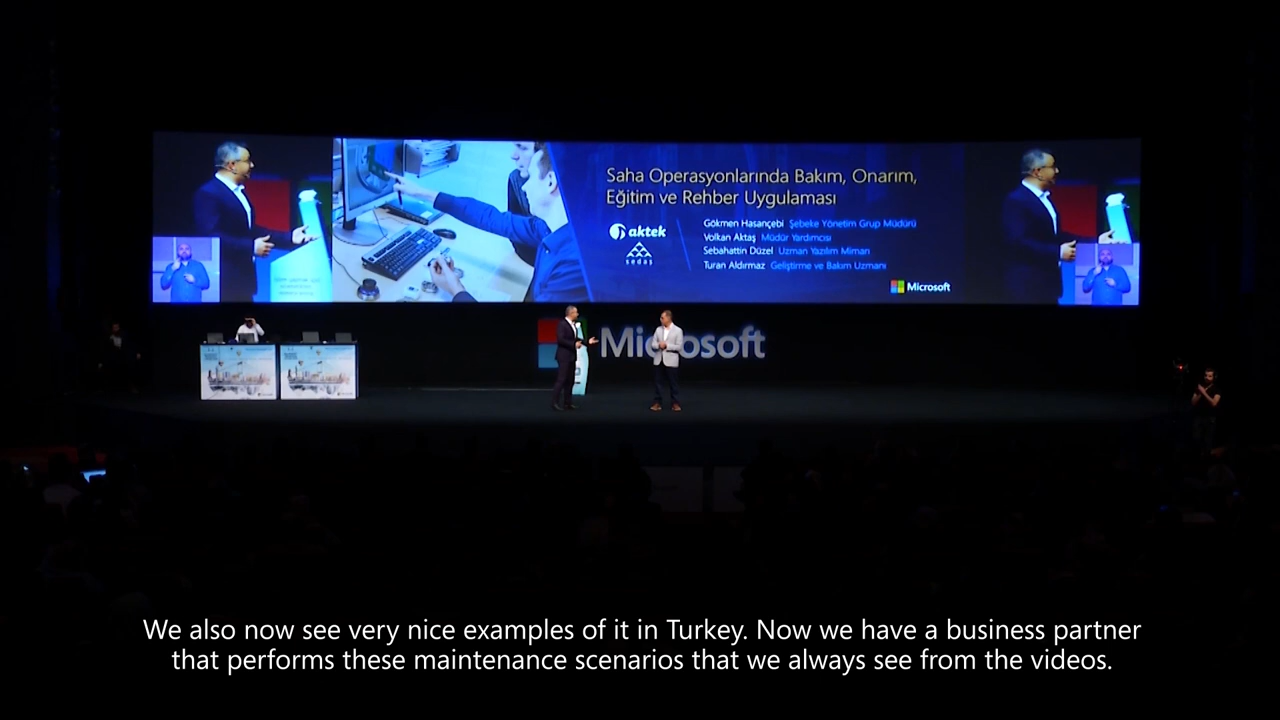 Saha Operasyonlarında Bakım, Onarım,
Eğitim ve Rehber Uygulaması
aktek
sedaş
Gökmen Hasançebi Şebeke Yönetim Grup Müdürü
Volkan Aktaş Müdür Yardımcısı
Sebahattin Düzel Uzman Yazılım Mimarı
Turan Aldırmaz Geliştirme ve Bakım Uzmanı
Microsoft
Microsoft
We also now see very nice examples of it in Turkey. Now we have a business partner
that performs these maintenance scenarios that we always see from the videos.